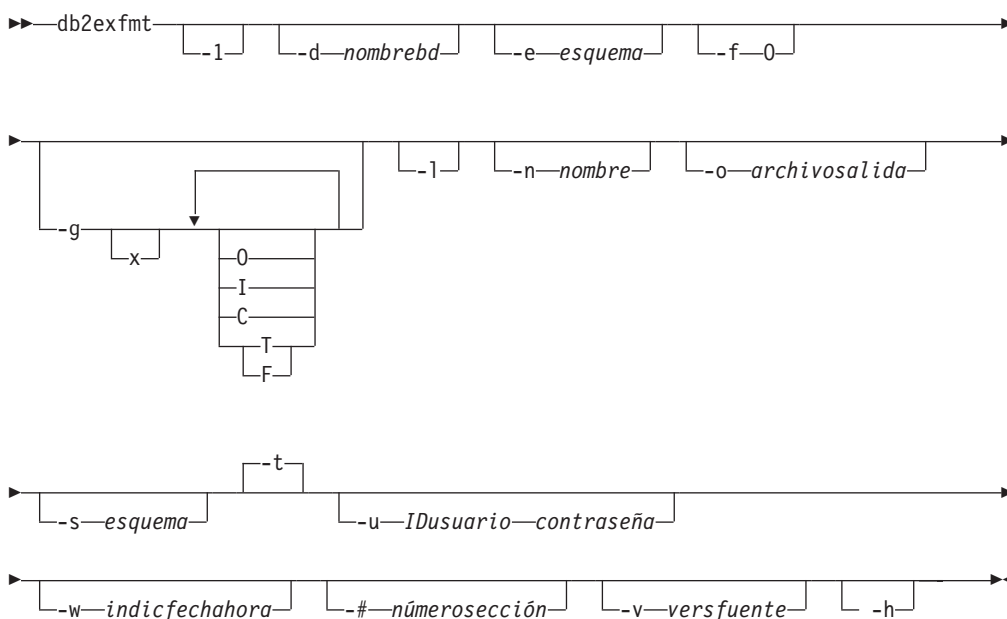 db2exfmt -1 -d nombrebd -e esquema -f O
-g x O I C T F -l -n nombre -o archivosalida
-s esquema -t -u IDusuario contraseña
-w indicfechahora -# númerosección -v versfuente -h